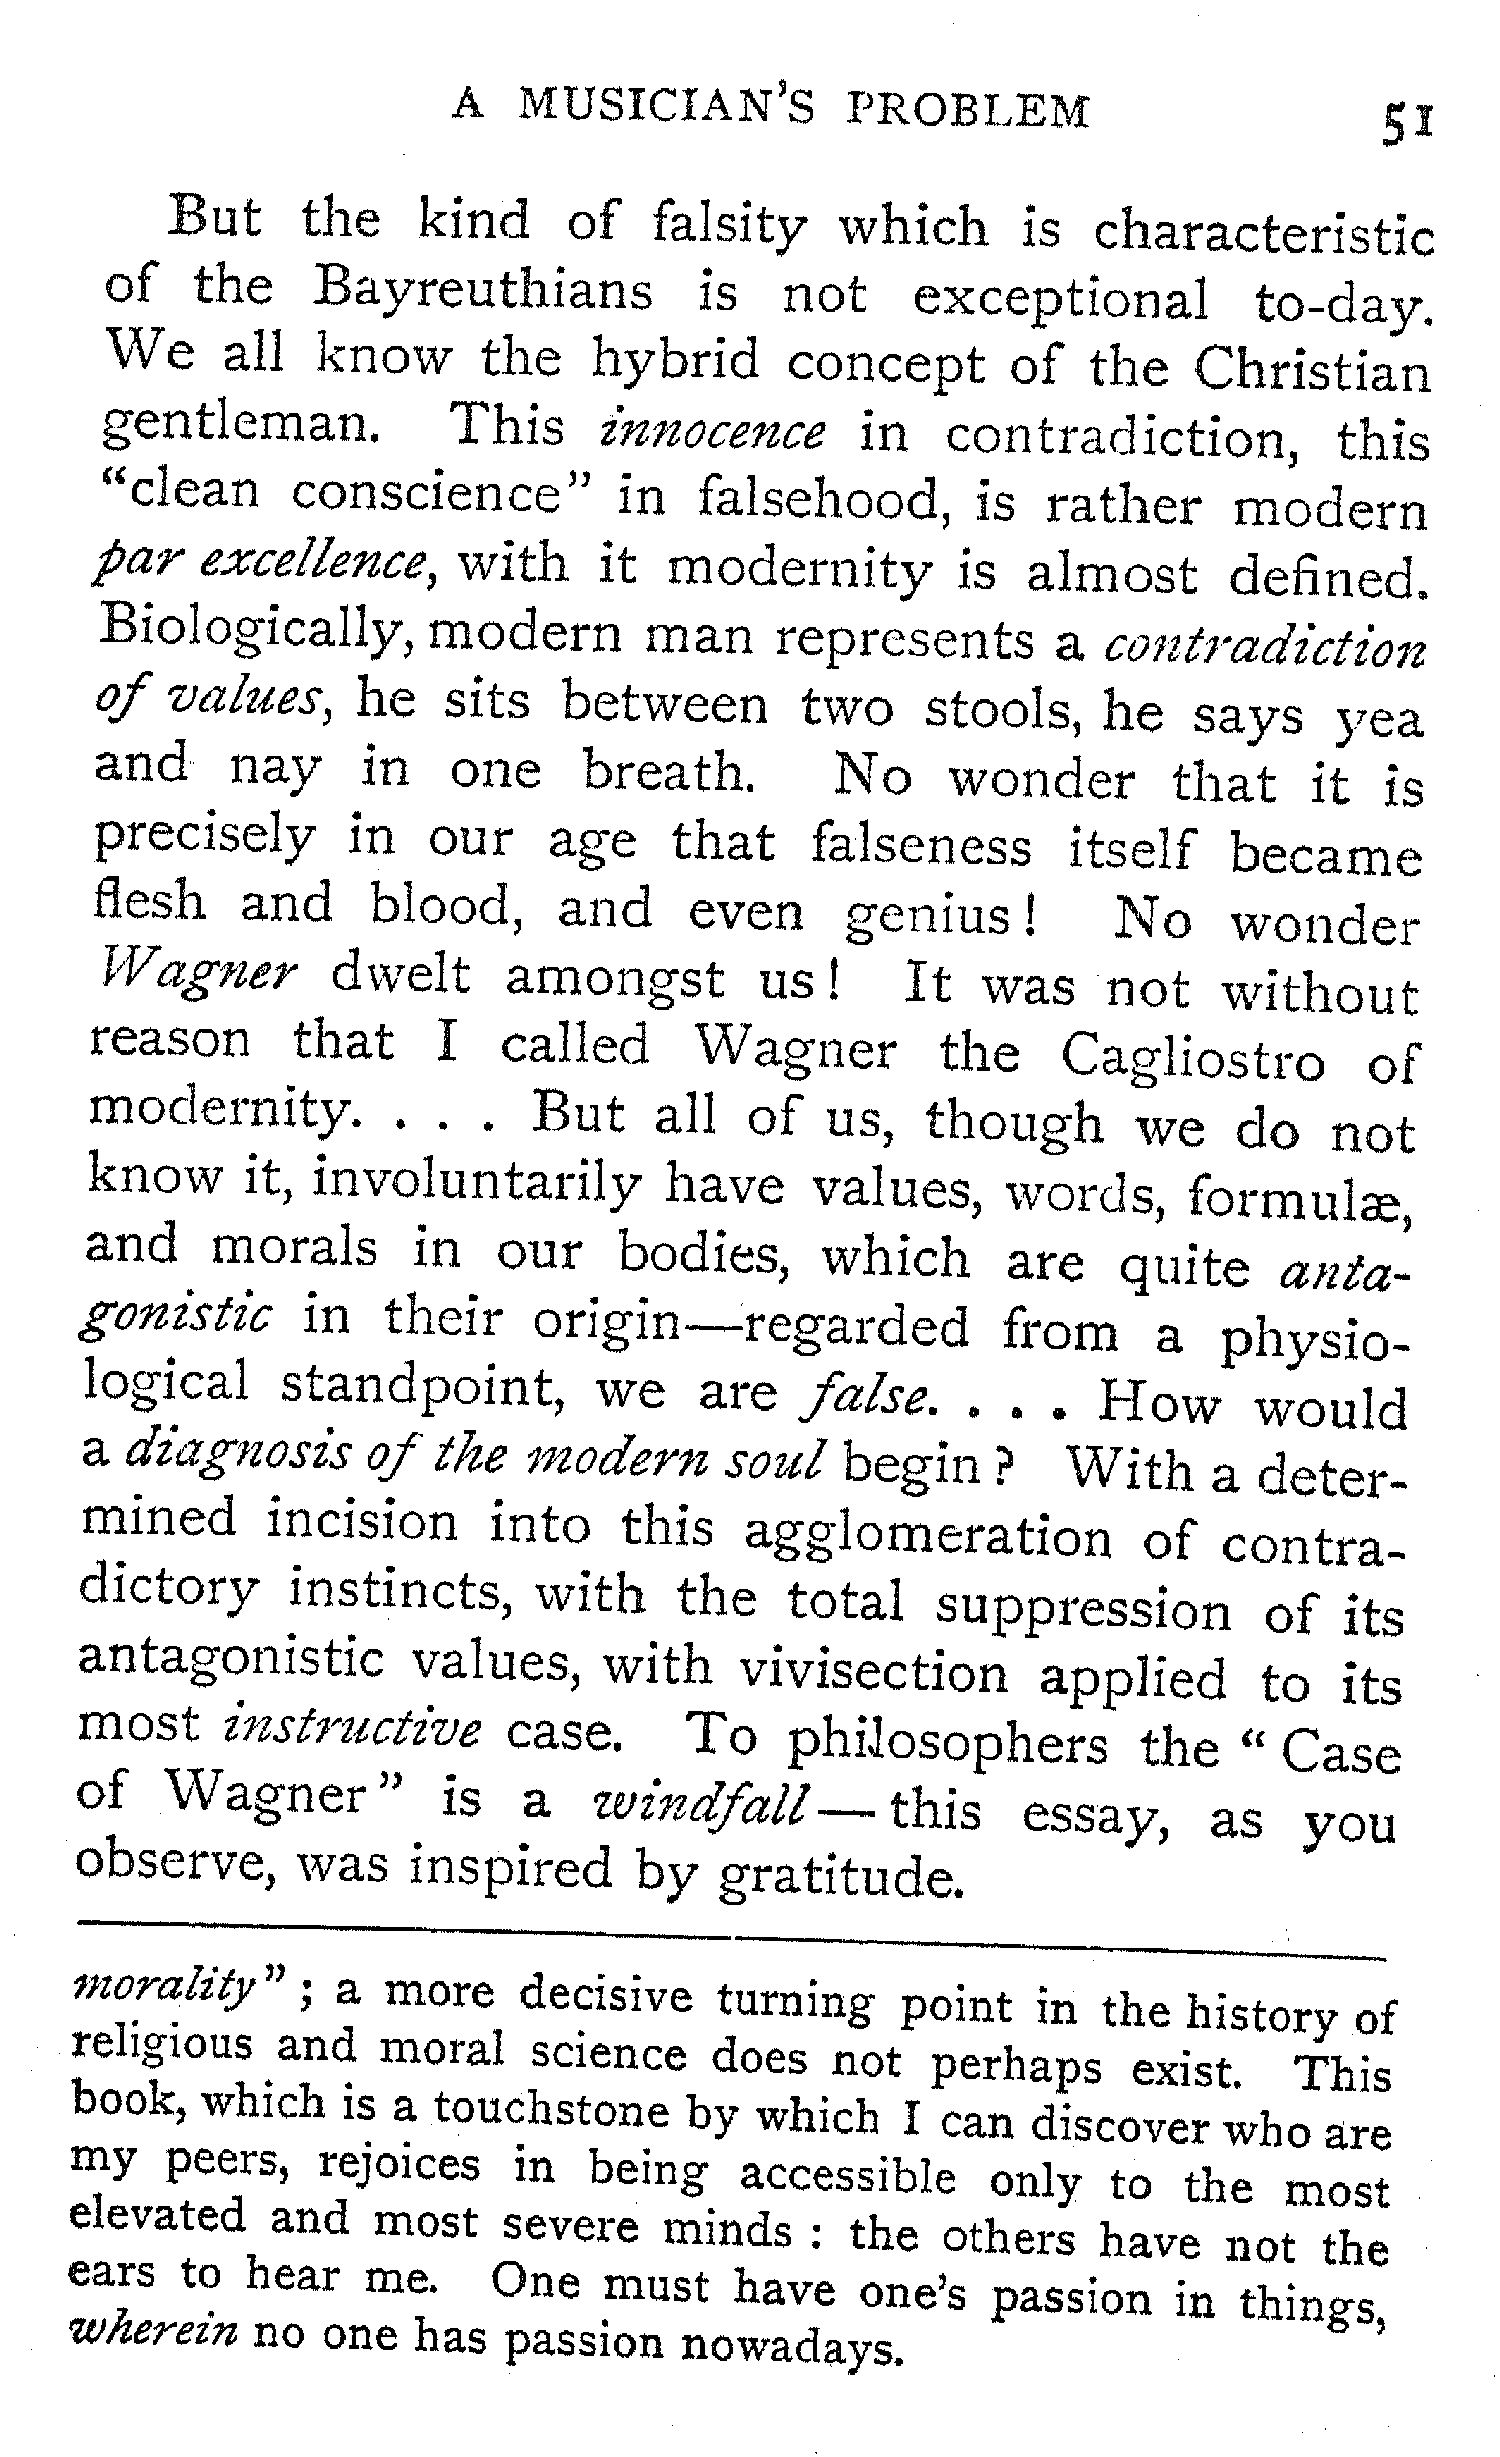 A MUSICIAN'S PROBLEM 51
But the kind of falsity which is characteristic
of the Bayreuthians is not exceptional to-day.
We all know the hybrid concept of the Christian
gentleman. This innocence in contradiction, this
"clean conscience" in falsehood, is rather modern
par excellence, with it modernity is almost defined.
Biologically, modern man represents a contradiction
of values, he sits between two stools, he says yea
and nay in one breath. No wonder that it is
precisely in our age that falseness itself became
flesh and blood, and even genius! No wonder
Wagner dwelt amongst us! It was not without
reason that I called Wagner the Cagliostro of
modernity. . . . But all of us, though we do not
know it, involuntarily have values, words, formulæ,
and morals in our bodies, which are quite anta-
gonistic in their origin—regarded from a physio-
logical standpoint, we are false. . . . How would
a diagnosis of the modern soul begin? With a deter-
mined incision into this agglomeration of contra-
dictory instincts, with the total suppression of its
antagonistic values, with vivisection applied to its
most instructive case. To philosophers the "Case
of Wagner" is a windfall—this essay, as you
observe, was inspired by gratitude.
morality"; a more decisive turning point in the history of
religious and moral science does not perhaps exist. This
book, which is a touchstone by which I can discover who are
my peers, rejoices in being accessible only to the most
elevated and most severe minds: the others have not the
ears to hear me. One must have one's passion in things,
wherein no one has passion nowadays.